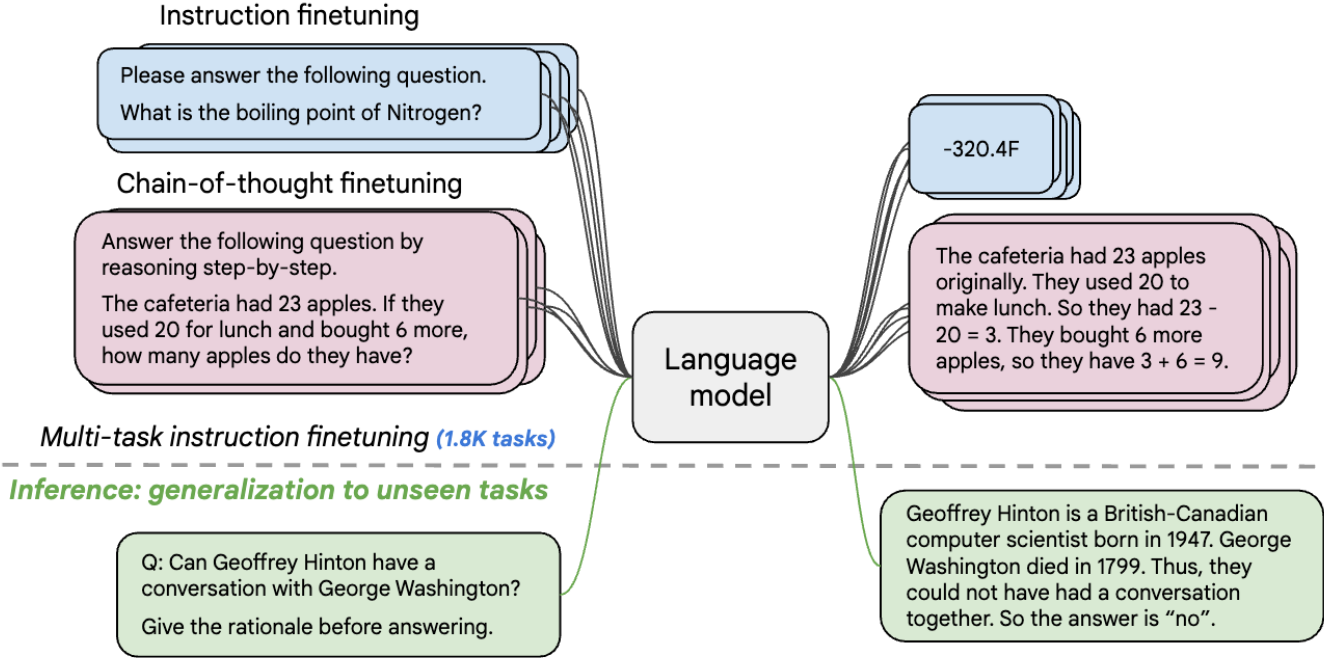 Instruction finetuning
Please answer the following question.
What is the boiling point of Nitrogen?
-320.4F
Chain-of-thought finetuning
Answer the following question by
reasoning step-by-step.
The cafeteria had 23 apples. If they
used 20 for lunch and bought 6 more,
how many apples do they have?
Language
model
The cafeteria had 23 apples
originally. They used 20 to
make lunch. So they had 23 -
20 = 3. They bought 6 more
apples, so they have 3 + 6 = 9.
Multi-task instruction finetuning (1.8K tasks)
Inference: generalization to unseen tasks
Q: Can Geoffrey Hinton have a
conversation with George Washington?
Give the rationale before answering.
Geoffrey Hinton is a British-Canadian
computer scientist born in 1947. George
Washington died in 1799. Thus, they
could not have had a conversation
together. So the answer is “no”.